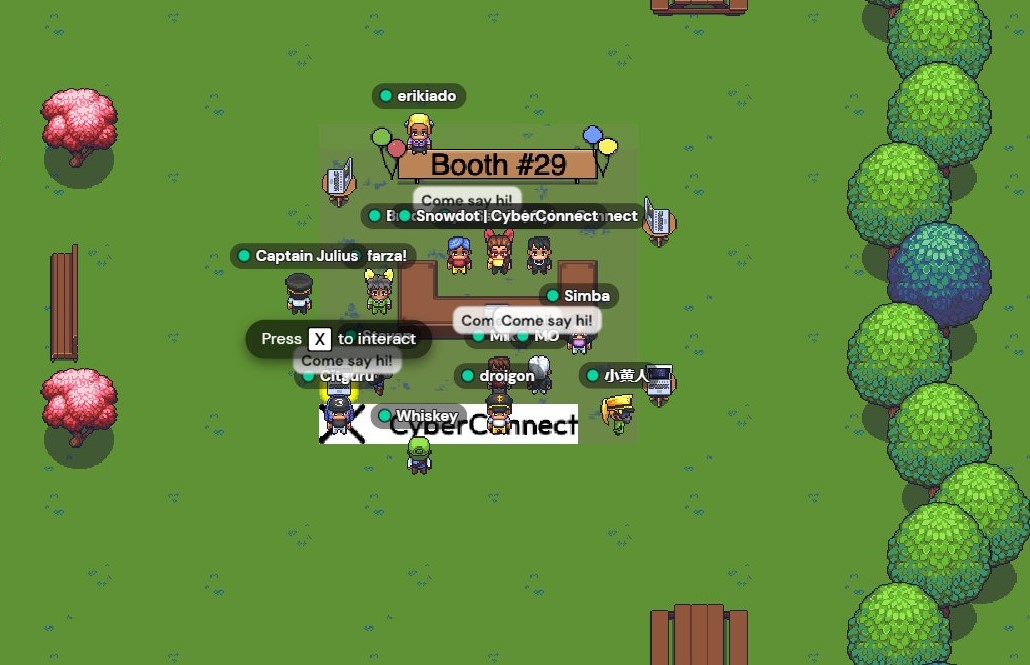 erikiado
Booth #29
Come say hi!
Snowdot | CyberConnect
Captain Julius
farza!
Simba
Come say hi!
Press X to interact
MO
Come say hi!
Citguru
droigon
小黄人
Whiskey
CyberConnect